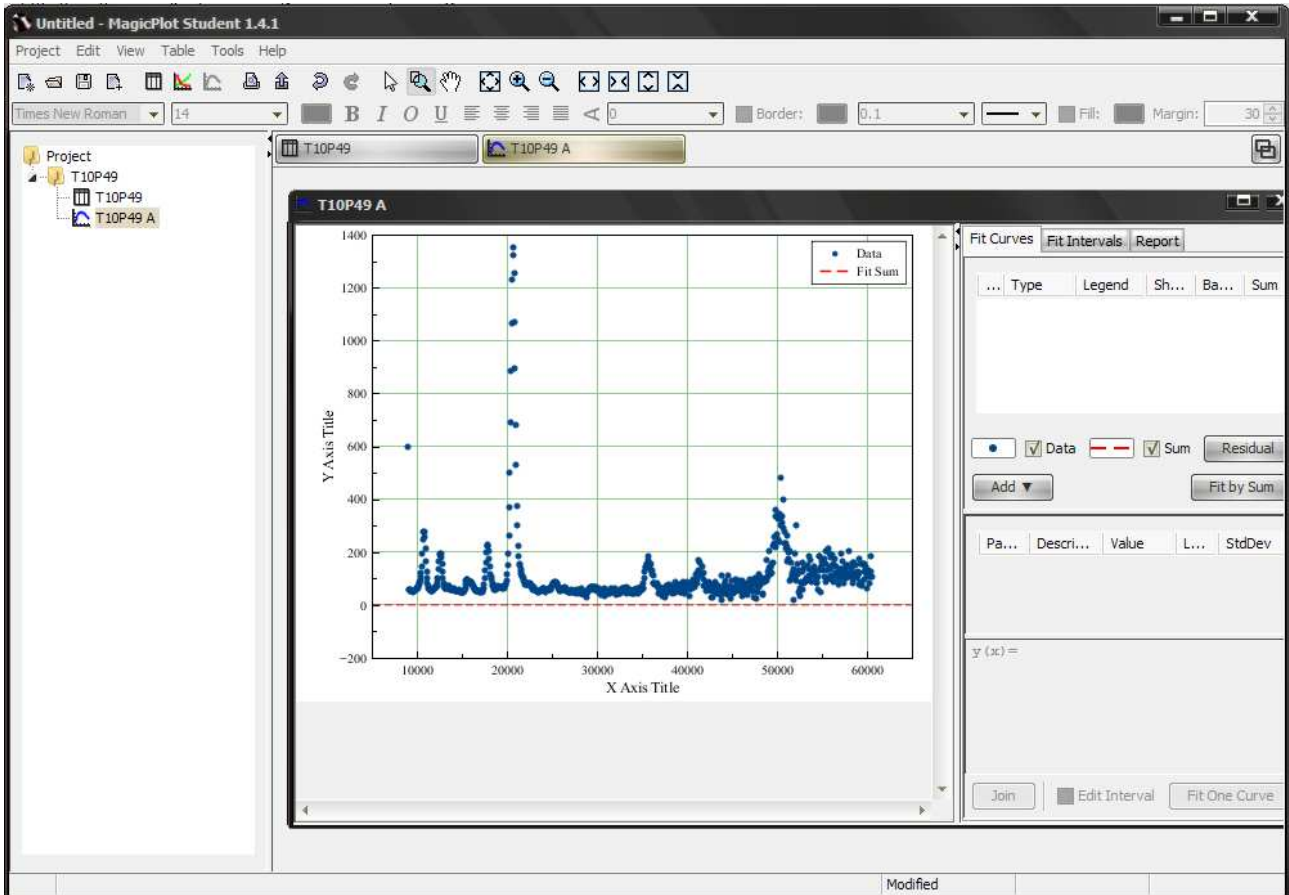 Untitled - MagicPlot Student 1.4.1
Project Edit View Table Tools Help
Times New Roman 14 B I O U 0 Border: 0.1 Fill: Margin: 30
T10P49 T10P49 A
Project
T10P49
T10P49
T10P49 A
T10P49 A
1400
1200
1000
800
600
400
200
0
−200
10000 20000 30000 40000 50000 60000
Y Axis Title
X Axis Title
Data
Fit Sum
Fit Curves Fit Intervals Report
... Type Legend Sh... Ba... Sum
Data Sum Residual
Add ▼ Fit by Sum
Pa... Descri... Value L... StdDev
y(x)=
Join Edit Interval Fit One Curve
Modified